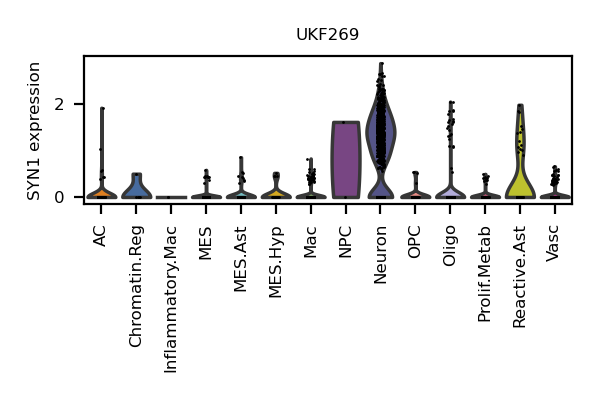 UKF269
SYN1 expression
2
0
AC
Chromatin.Reg
Inflammatory.Mac
MES
MES.Ast
MES.Hyp
Mac
NPC
Neuron
OPC
Oligo
Prolif.Metab
Reactive.Ast
Vasc